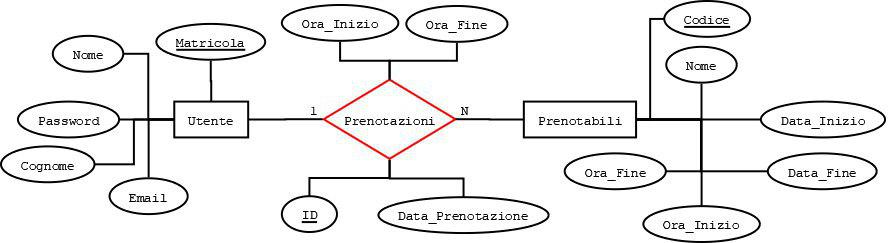 Ora_Inizio
Ora_Fine
Codice
Matricola
Nome
Nome
Password
Utente
1
Prenotazioni
N
Prenotabili
Data_Inizio
Cognome
Ora_Fine
Data_Fine
Email
ID
Data_Prenotazione
Ora_Inizio